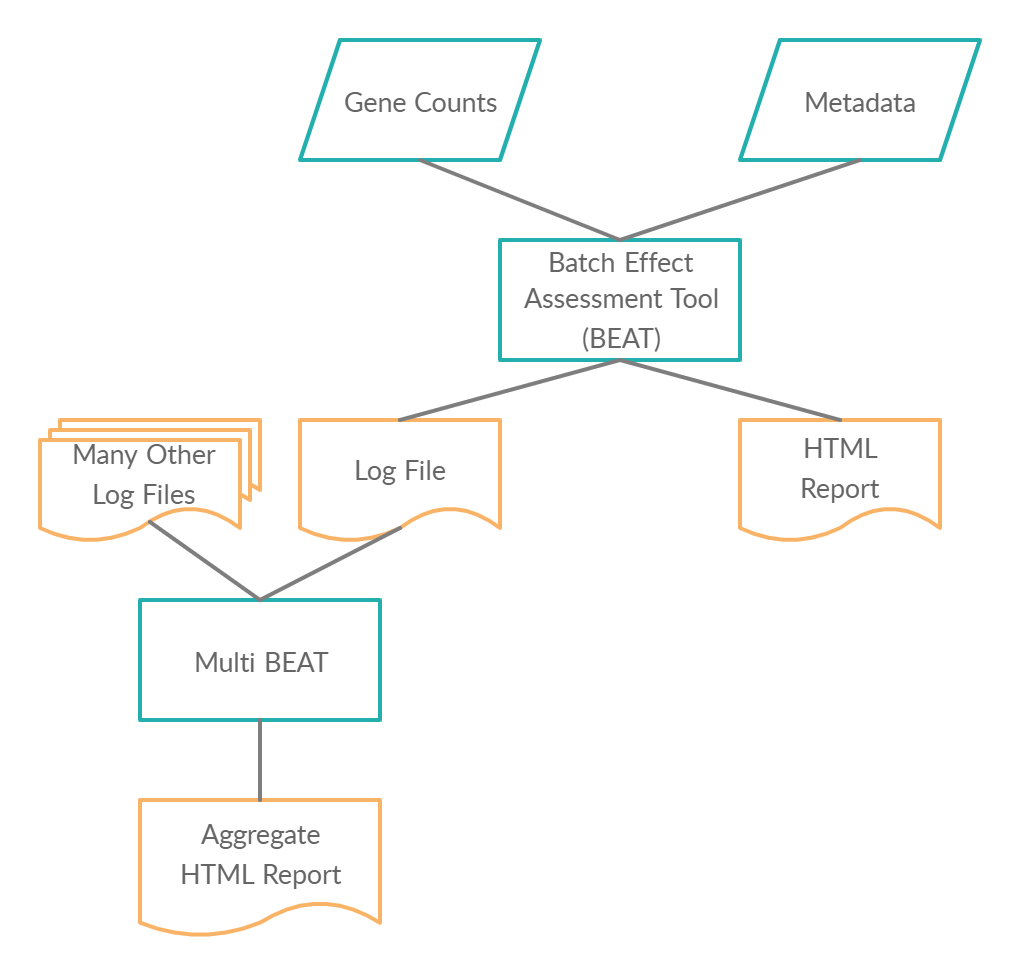 Gene Counts
Metadata
Batch Effect
Assessment Tool
(BEAT)
Many Other
Log Files
Log File
HTML
Report
Multi BEAT
Aggregate
HTML Report